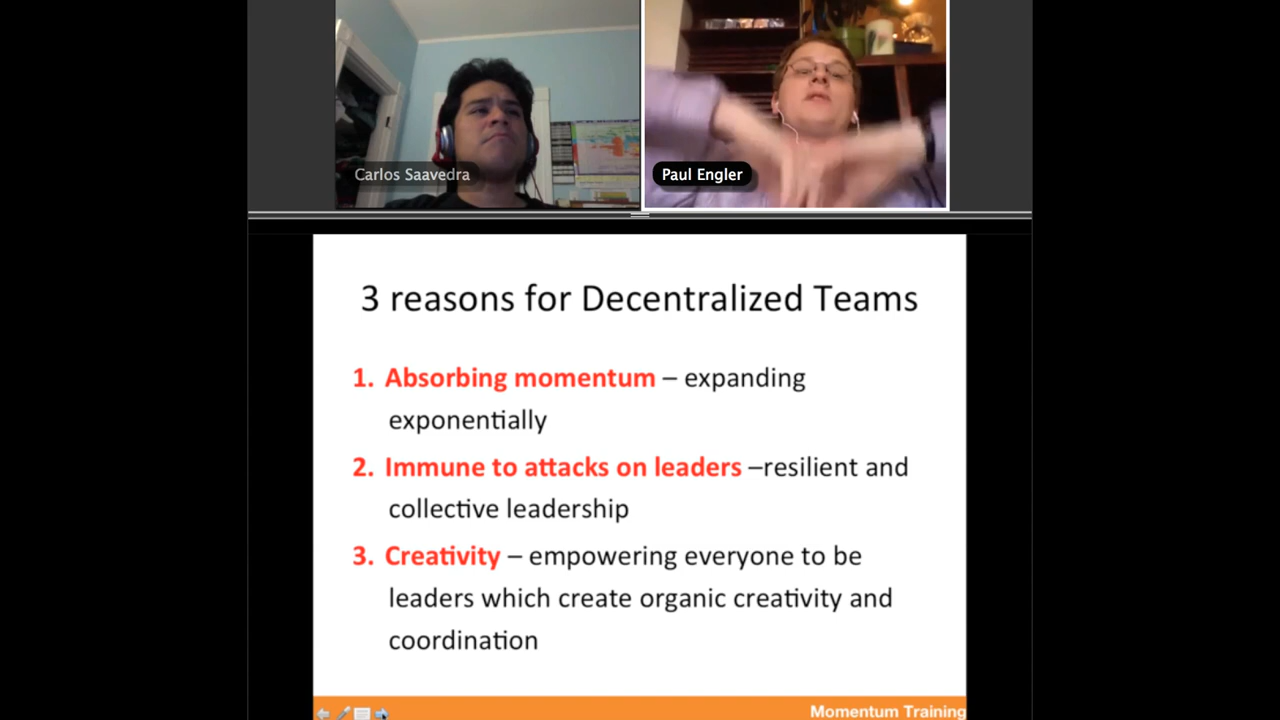 Carlos Saavedra
Paul Engler
3 reasons for Decentralized Teams
1. Absorbing momentum – expanding
exponentially
2. Immune to attacks on leaders –resilient and
collective leadership
3. Creativity – empowering everyone to be
leaders which create organic creativity and
coordination
Momentum Training